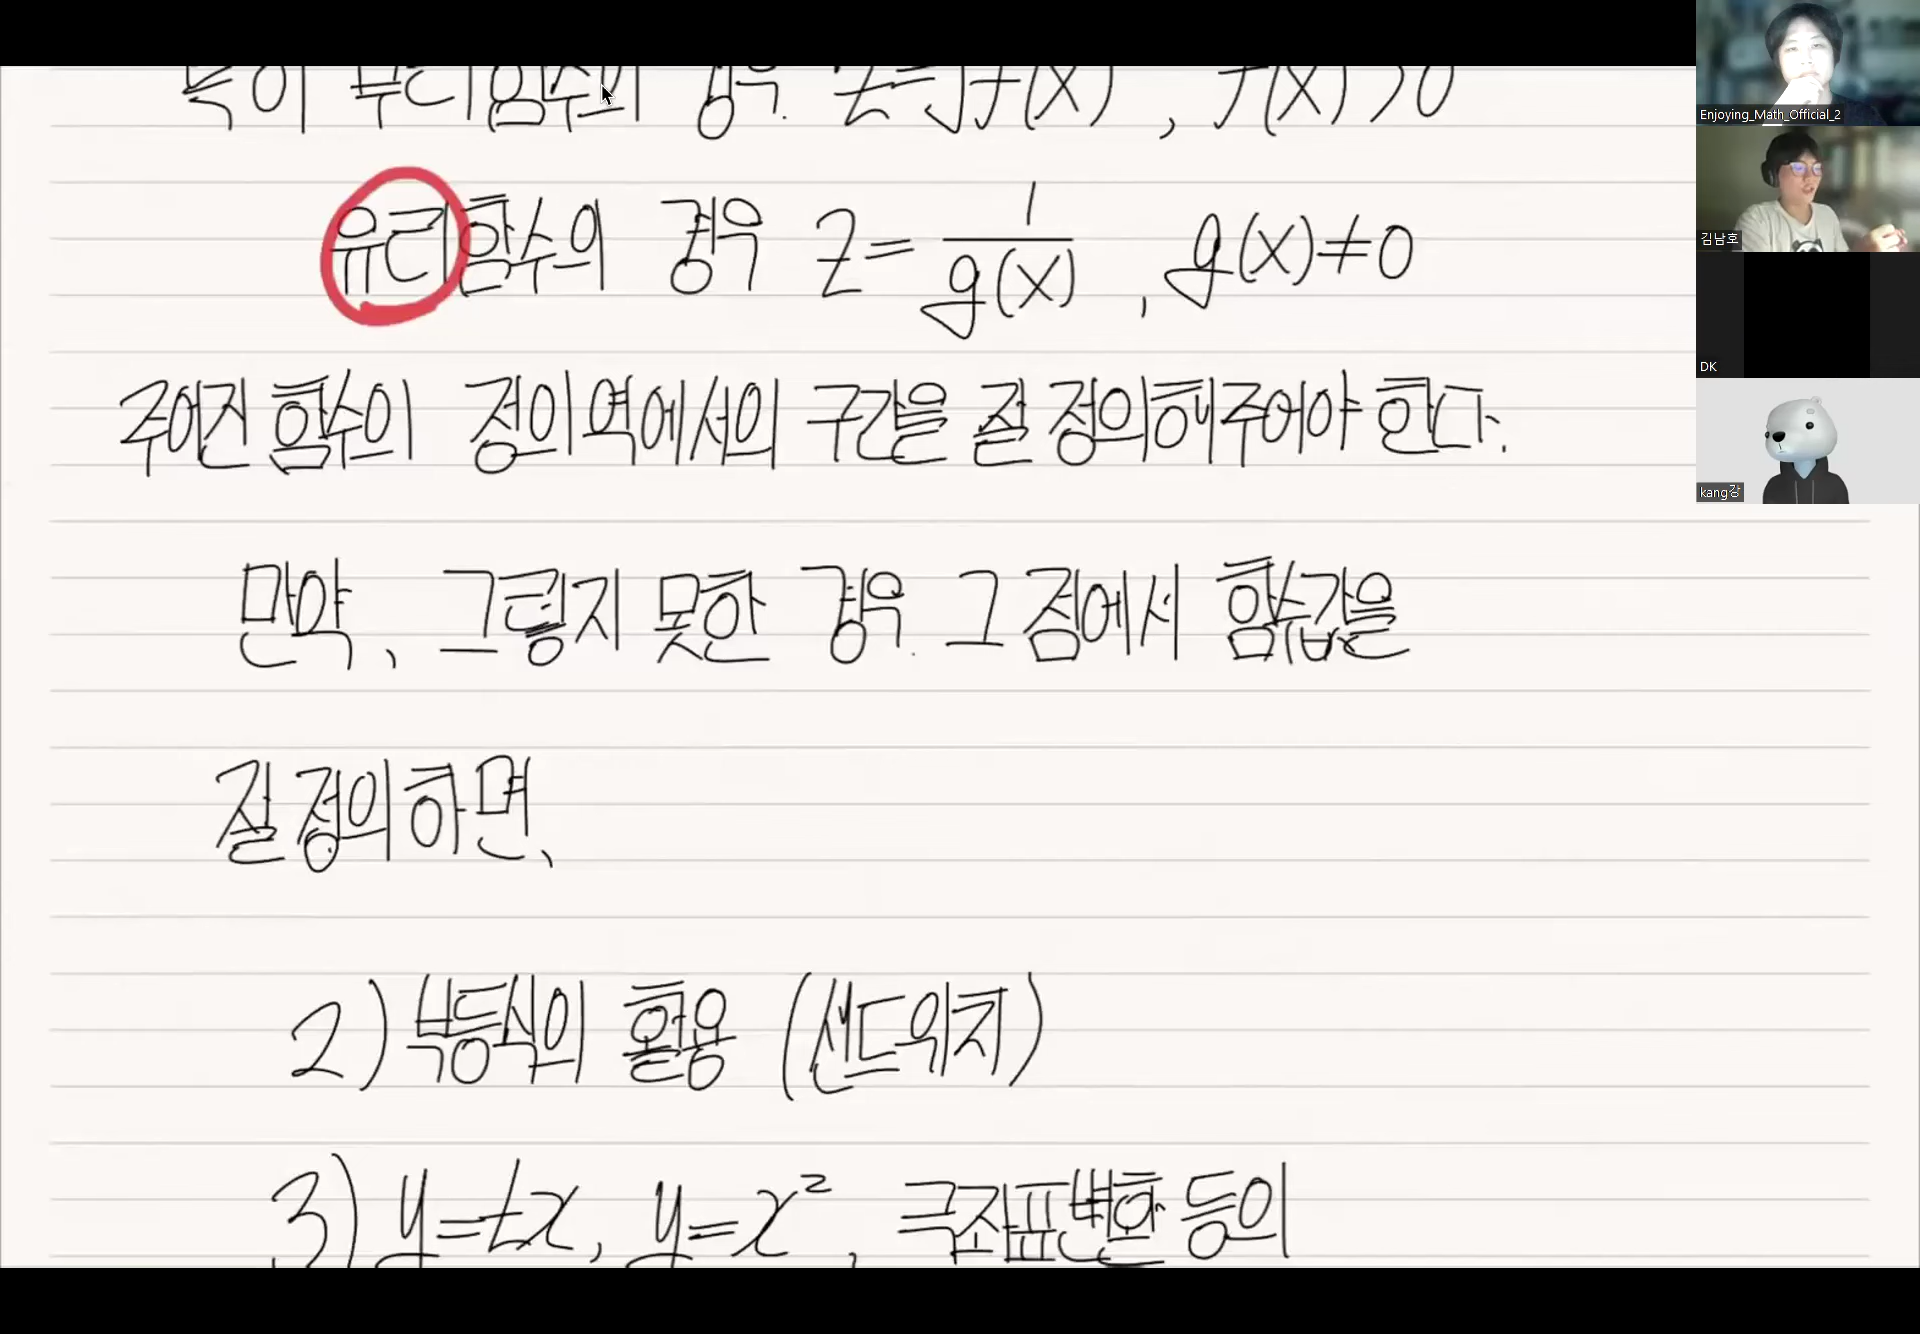 특히 무리함수의 경우. z=√f(x) , f(x)>0
유리함수의 경우 z= 1/g(x) , g(x)≠0
주어진 함수의 정의역에서의 구간을 잘 정의해주어야 한다.
만약, 그렇지 못한 경우. 그 점에서 함수값을
잘 정의하면,
2) 부등식의 활용 (샌드위치)
3) y=tx, y=x², 극좌표변환 등의
Enjoying_Math_Official_2
김남호
DK
kang강